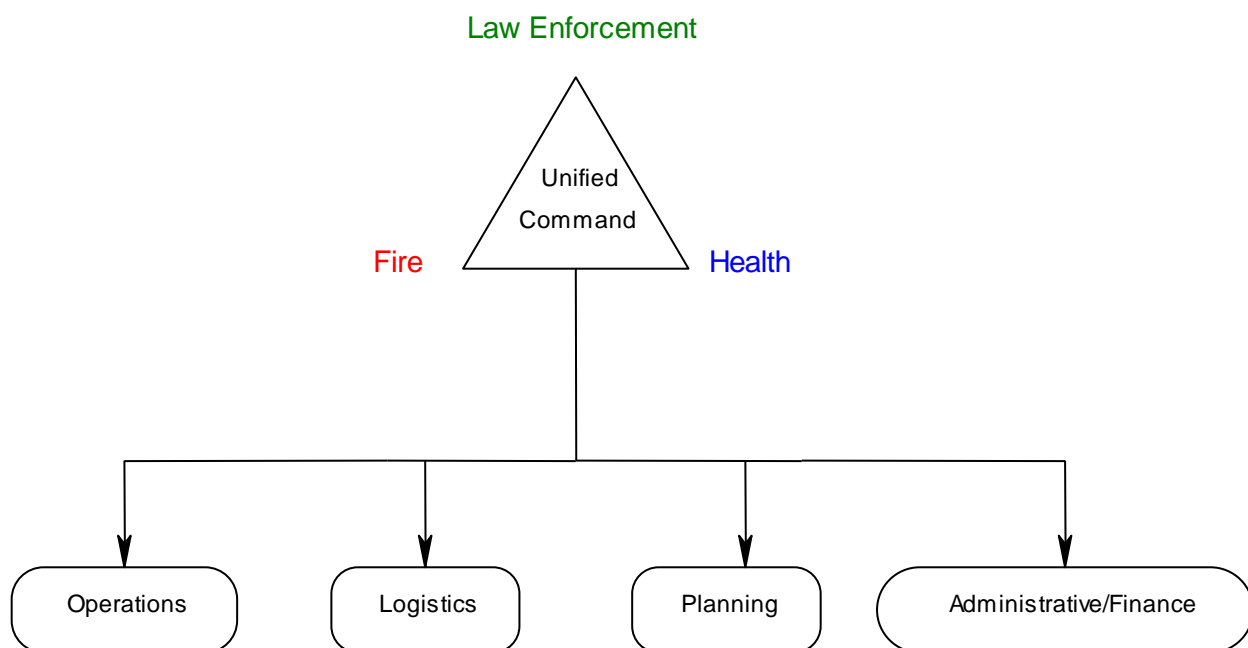 Law Enforcement
Unified
Command
Fire
Health
Operations
Logistics
Planning
Administrative/Finance